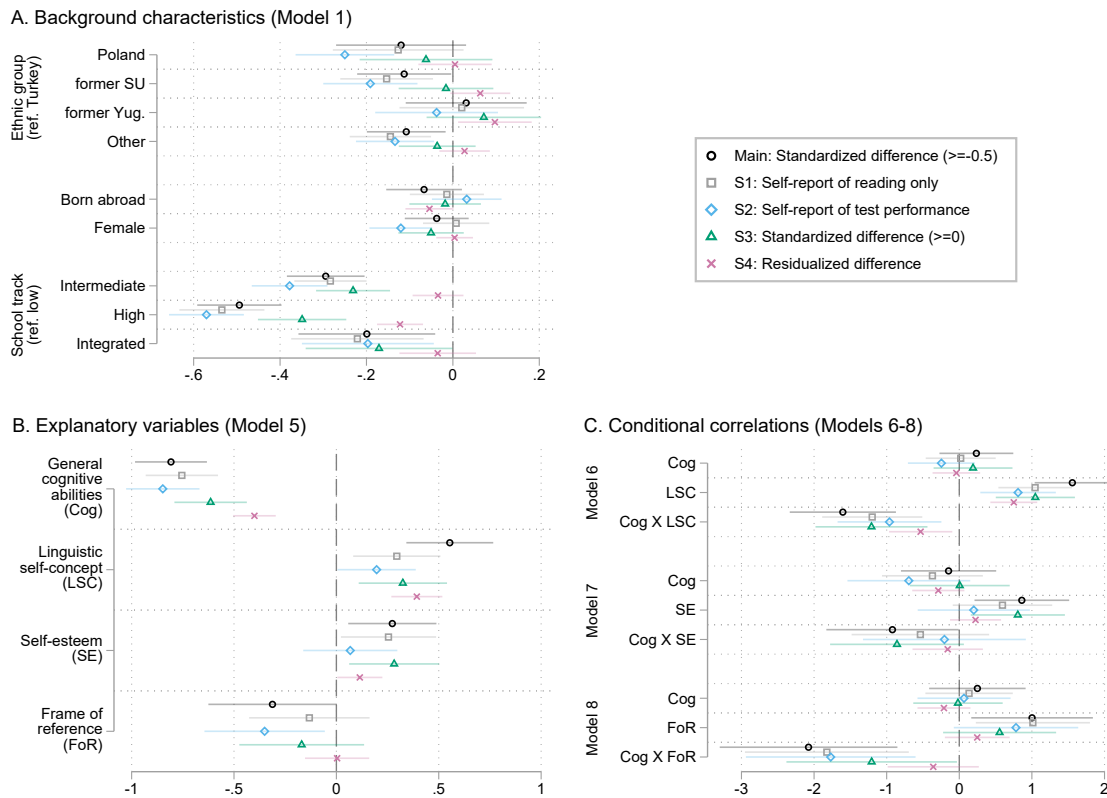 A. Background characteristics (Model 1)
Ethnic group
(ref. Turkey)
Poland
former SU
former Yug.
Other
Born abroad
Female
School track
(ref. low)
Intermediate
High
Integrated
-.6 -.4 -.2 0 .2
Main: Standardized difference (>=-0.5)
S1: Self-report of reading only
S2: Self-report of test performance
S3: Standardized difference (>=0)
S4: Residualized difference
B. Explanatory variables (Model 5)
General
cognitive
abilities
(Cog)
Linguistic
self-concept
(LSC)
Self-esteem
(SE)
Frame of
reference
(FoR)
-1 -.5 0 .5 1
C. Conditional correlations (Models 6-8)
Model 6
Cog
LSC
Cog X LSC
Model 7
Cog
SE
Cog X SE
Model 8
Cog
FoR
Cog X FoR
-3 -2 -1 0 1 2